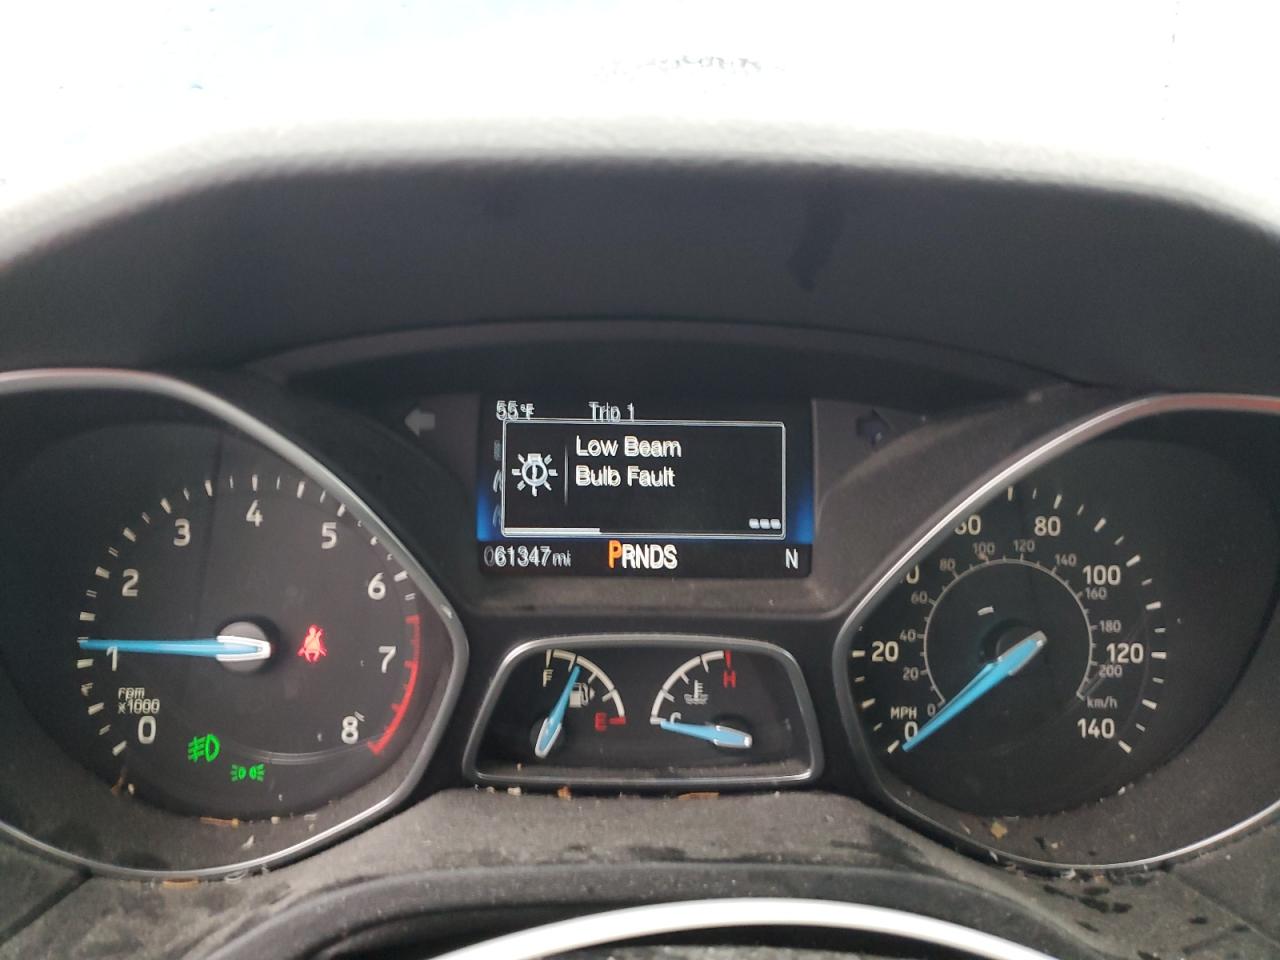 55°F Trip 1
Low Beam
Bulb Fault
061347 mi PRNDS N
0 1 2 3 4 5 6 7 8
rpm
x1000
F E
H C
0 20 60 80 100 120 140
MPH
0 20 40 60 80 100 120 140 160 180 200
km/h